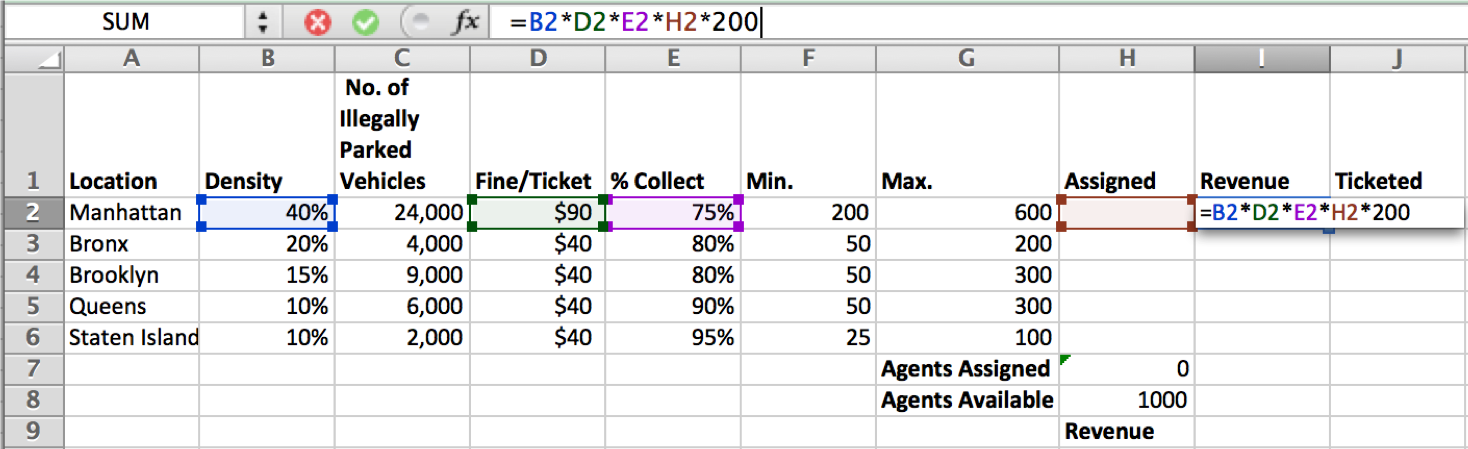 SUM fx =B2*D2*E2*H2*200
A B C D E F G H I J
1 Location Density No. of Illegally Parked Vehicles Fine/Ticket % Collect Min. Max. Assigned Revenue Ticketed
2 Manhattan 40% 24,000 $90 75% 200 600 =B2*D2*E2*H2*200
3 Bronx 20% 4,000 $40 80% 50 200
4 Brooklyn 15% 9,000 $40 80% 50 300
5 Queens 10% 6,000 $40 90% 50 300
6 Staten Island 10% 2,000 $40 95% 25 100
7 Agents Assigned 0
8 Agents Available 1000
9 Revenue